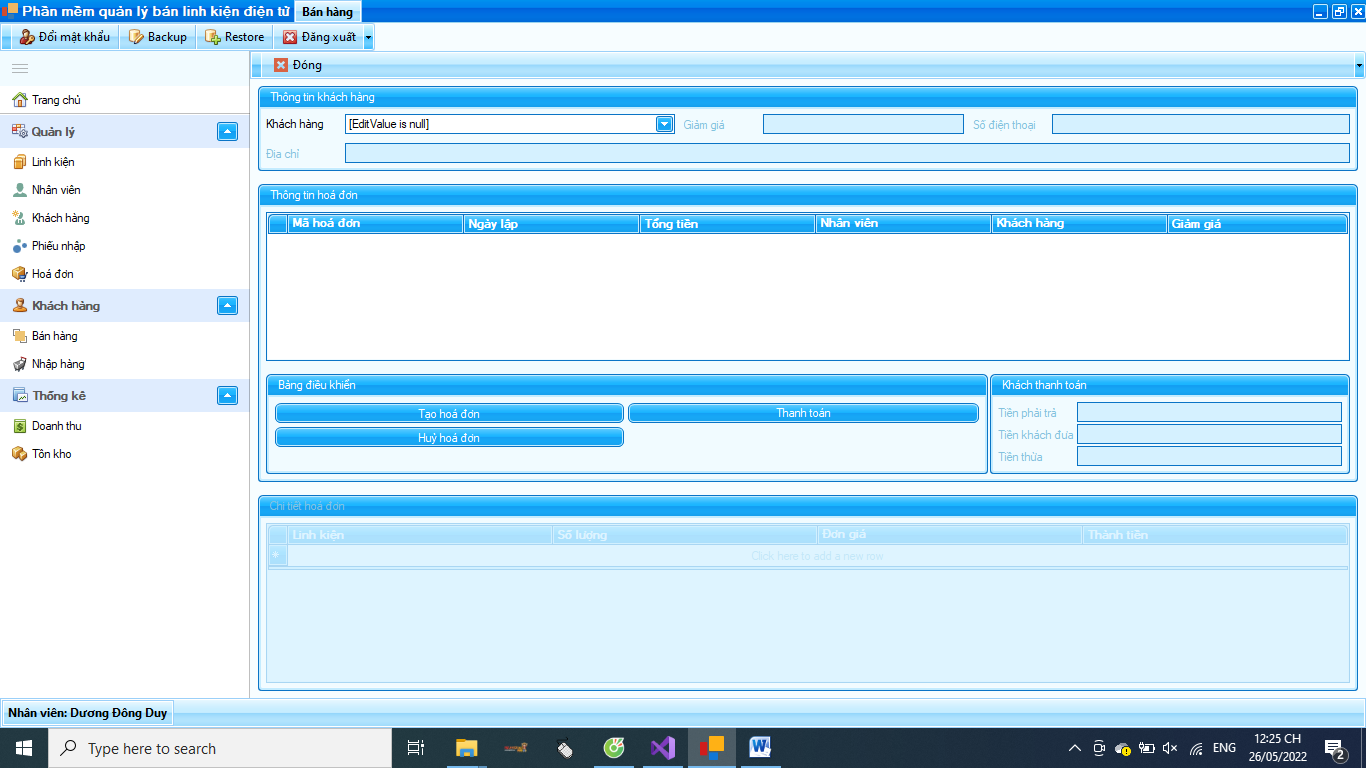 Phần mềm quản lý bán linh kiện điện tử Bán hàng
Đổi mật khẩu Backup Restore Đăng xuất
Đóng
Trang chủ
Quản lý
Linh kiện
Nhân viên
Khách hàng
Phiếu nhập
Hoá đơn
Khách hàng
Bán hàng
Nhập hàng
Thống kê
Doanh thu
Tồn kho
Thông tin khách hàng
Khách hàng [EditValue is null] Giảm giá Số điện thoại
Địa chỉ
Thông tin hoá đơn
Mã hoá đơn Ngày lập Tổng tiền Nhân viên Khách hàng Giảm giá
Bảng điều khiển
Tạo hoá đơn Thanh toán
Huỷ hoá đơn
Khách thanh toán
Tiền phải trả
Tiền khách đưa
Tiền thừa
Chi tiết hoá đơn
Linh kiện Số lượng Đơn giá Thành tiền
* Click here to add a new row
Nhân viên: Dương Đông Duy
Type here to search
ENG
12:25 CH
26/05/2022
2